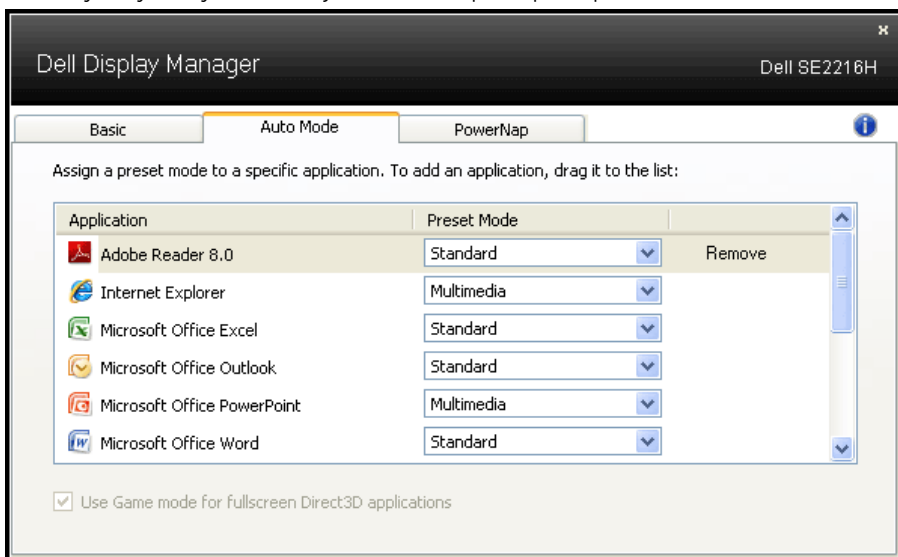 ×
Dell Display Manager
Dell SE2216H
Basic
Auto Mode
PowerNap
Assign a preset mode to a specific application. To add an application, drag it to the list:
Application Preset Mode
Adobe Reader 8.0 Standard Remove
Internet Explorer Multimedia
Microsoft Office Excel Standard
Microsoft Office Outlook Standard
Microsoft Office PowerPoint Multimedia
Microsoft Office Word Standard
Use Game mode for fullscreen Direct3D applications